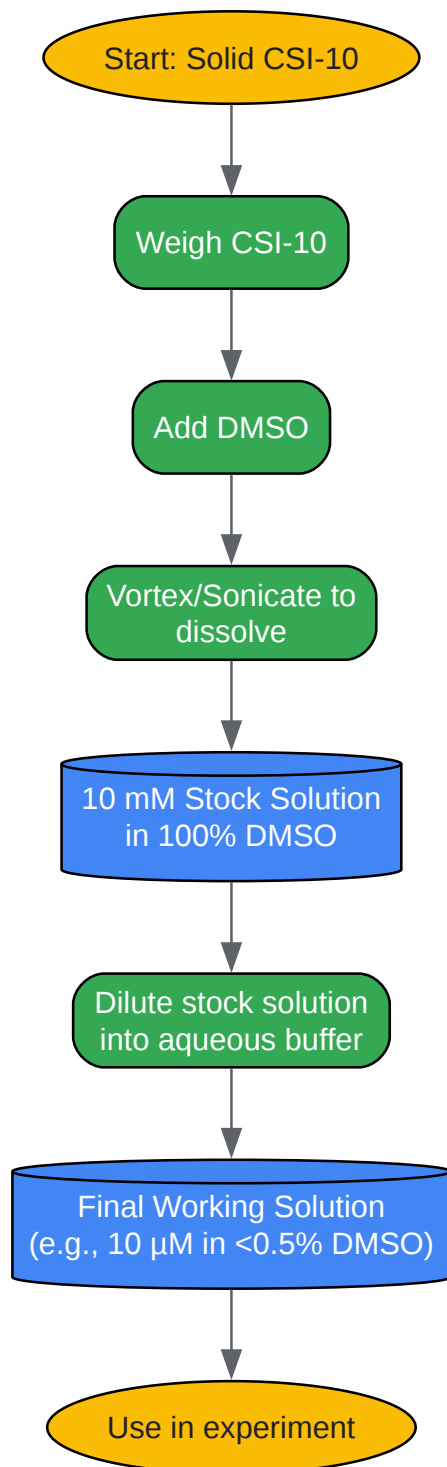 Start: Solid CSI-10
Weigh CSI-10
Add DMSO
Vortex/Sonicate to
dissolve
10 mM Stock Solution
in 100% DMSO
Dilute stock solution
into aqueous buffer
Final Working Solution
(e.g., 10 µM in <0.5% DMSO)
Use in experiment